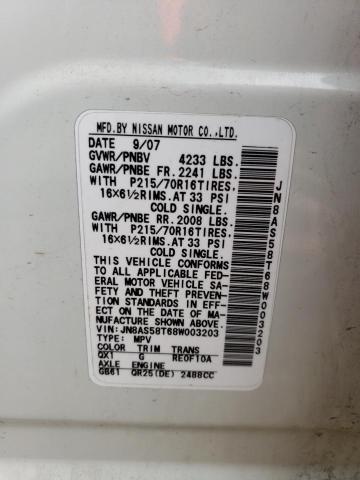 MFD.BY NISSAN MOTOR CO.,LTD.
DATE 9/07
GVWR/PNBV 4233 LBS.
GAWR/PNBE FR. 2241 LBS.
WITH P215/70R16TIRES,
16X6½RIMS.AT 33 PSI
COLD SINGLE.
GAWR/PNBE RR. 2008 LBS.
WITH P215/70R16TIRES,
16X6½RIMS.AT 33 PSI
COLD SINGLE.
THIS VEHICLE CONFORMS
TO ALL APPLICABLE FED-
ERAL MOTOR VEHICLE SA-
FETY AND THEFT PREVEN-
TION STANDARDS IN EFF-
ECT ON THE DATE OF MA-
NUFACTURE SHOWN ABOVE.
VIN: JN8AS58T68W003203
TYPE: MPV
COLOR TRIM TRANS
QX1 G RE0F10A
AXLE ENGINE
GB61 QR25(DE) 2488CC
JN8AS58T68W003203